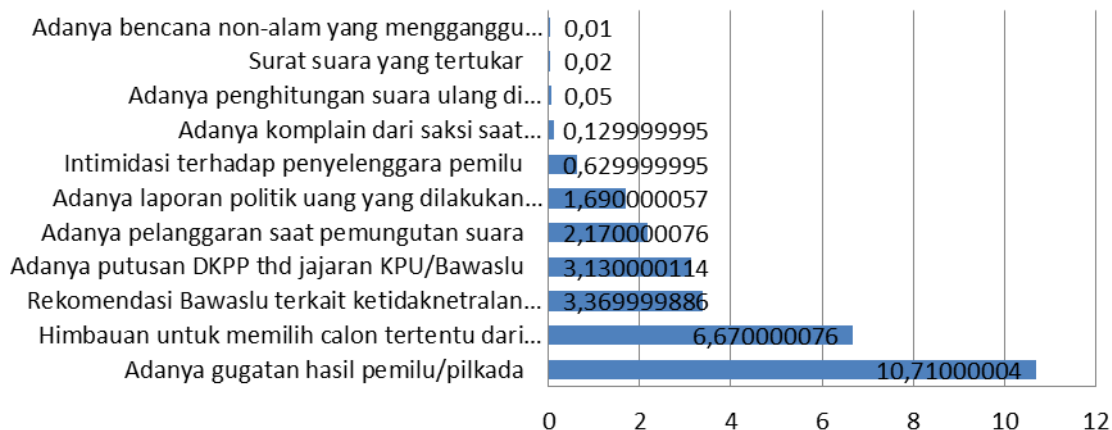 Adanya bencana non-alam yang mengganggu... 0,01
Surat suara yang tertukar 0,02
Adanya penghitungan suara ulang di... 0,05
Adanya komplain dari saksi saat... 0,129999995
Intimidasi terhadap penyelenggara pemilu 0,629999995
Adanya laporan politik uang yang dilakukan... 1,690000057
Adanya pelanggaran saat pemungutan suara 2,170000076
Adanya putusan DKPP thd jajaran KPU/Bawaslu 3,130000114
Rekomendasi Bawaslu terkait ketidaknetralan... 3,369999886
Himbauan untuk memilih calon tertentu dari... 6,670000076
Adanya gugatan hasil pemilu/pilkada 10,71000004
0 2 4 6 8 10 12